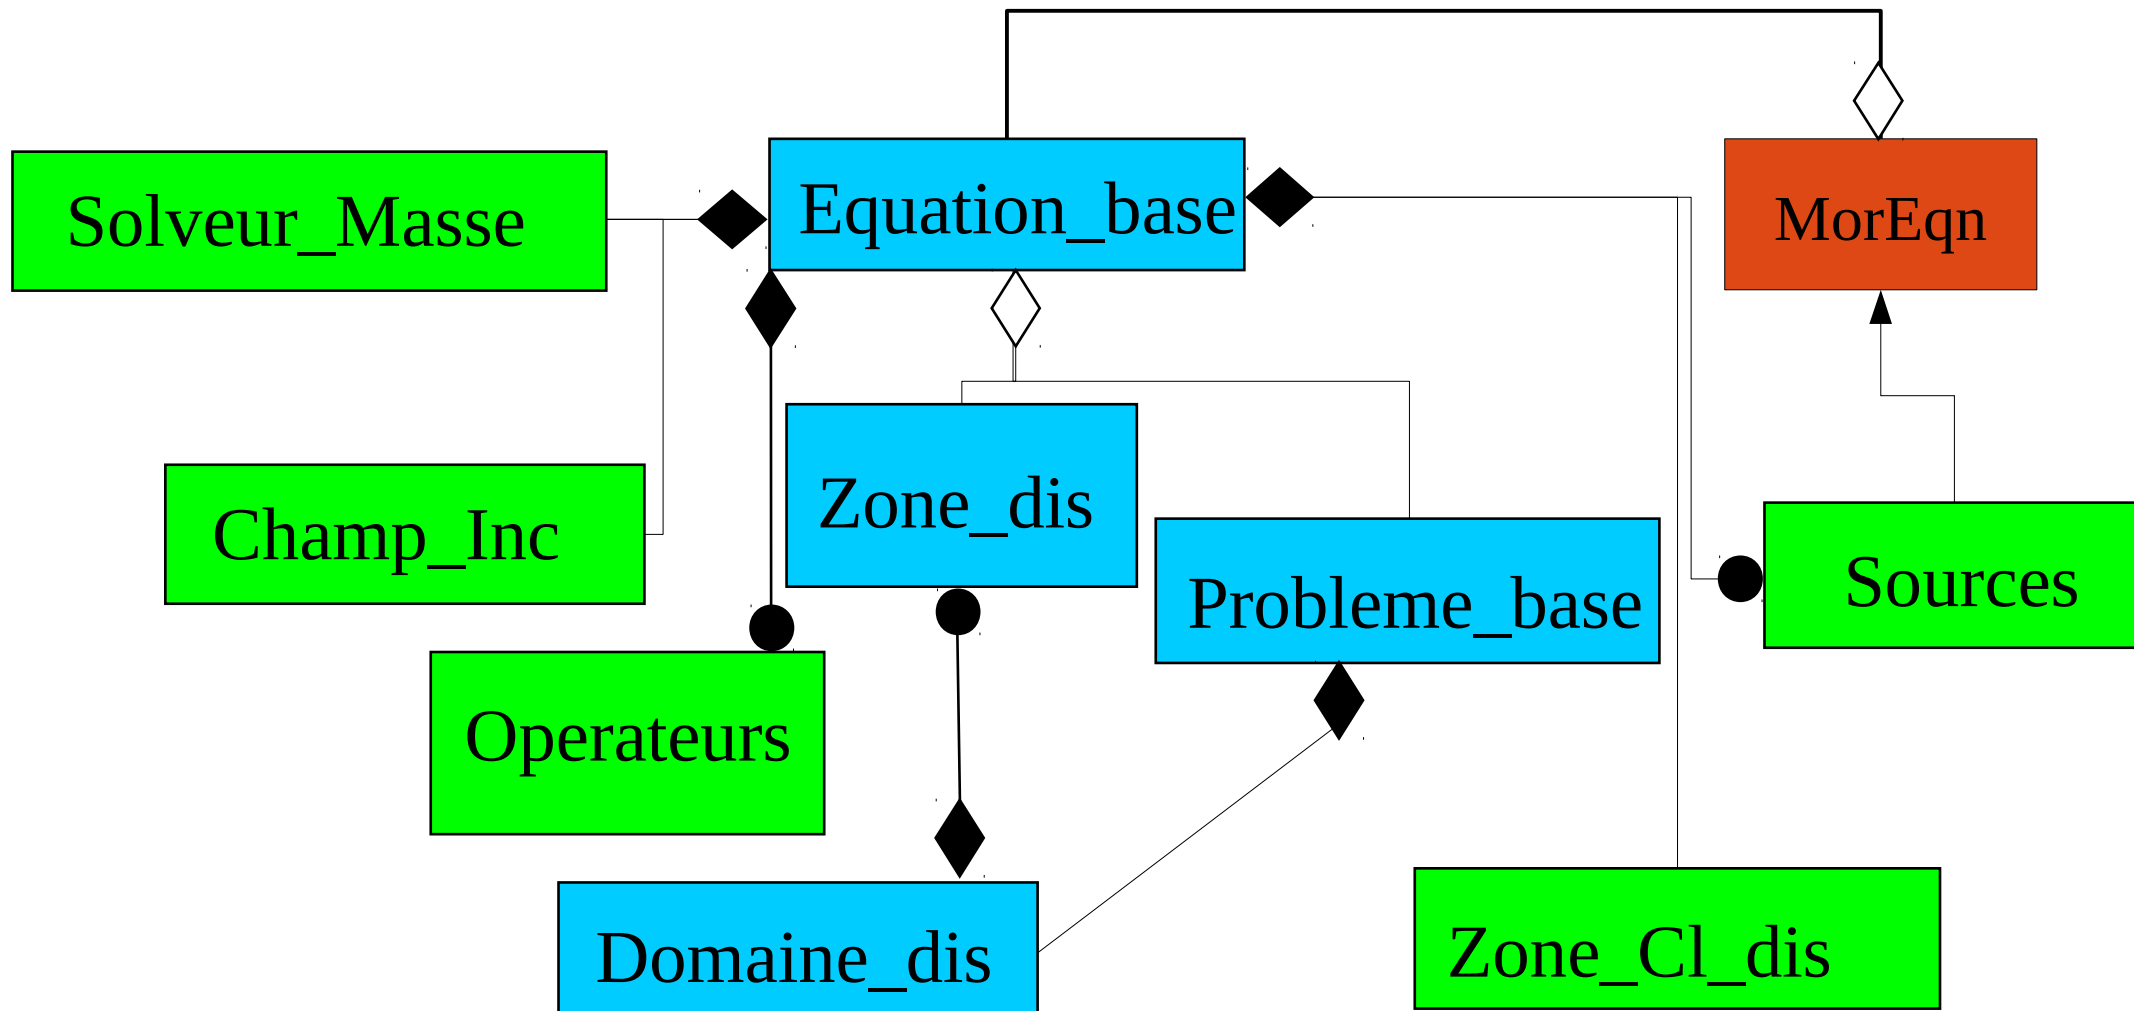 Solveur_Masse
Equation_base
MorEqn
Champ_Inc
Zone_dis
Probleme_base
Sources
Operateurs
Domaine_dis
Zone_Cl_dis